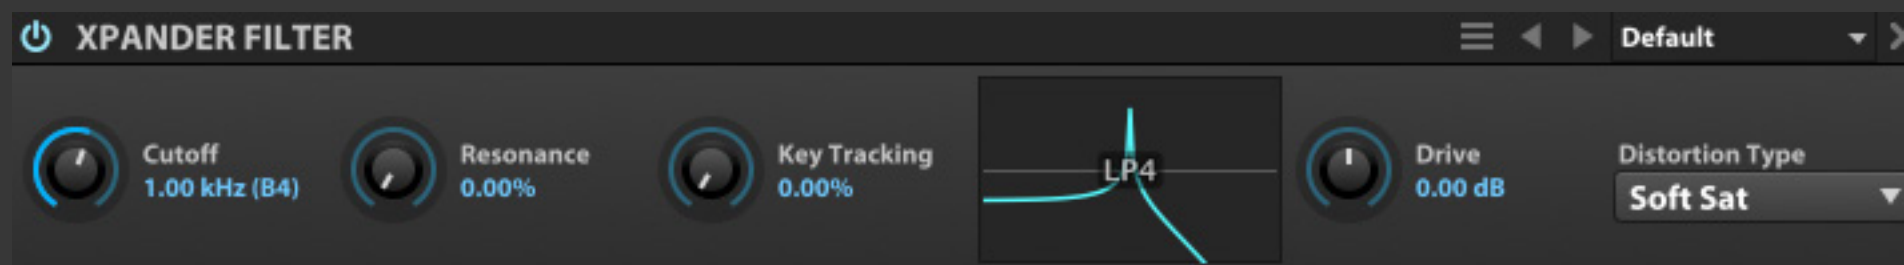 XPANDER FILTER
Default
Cutoff
1.00 kHz (B4)
Resonance
0.00%
Key Tracking
0.00%
LP4
Drive
0.00 dB
Distortion Type
Soft Sat